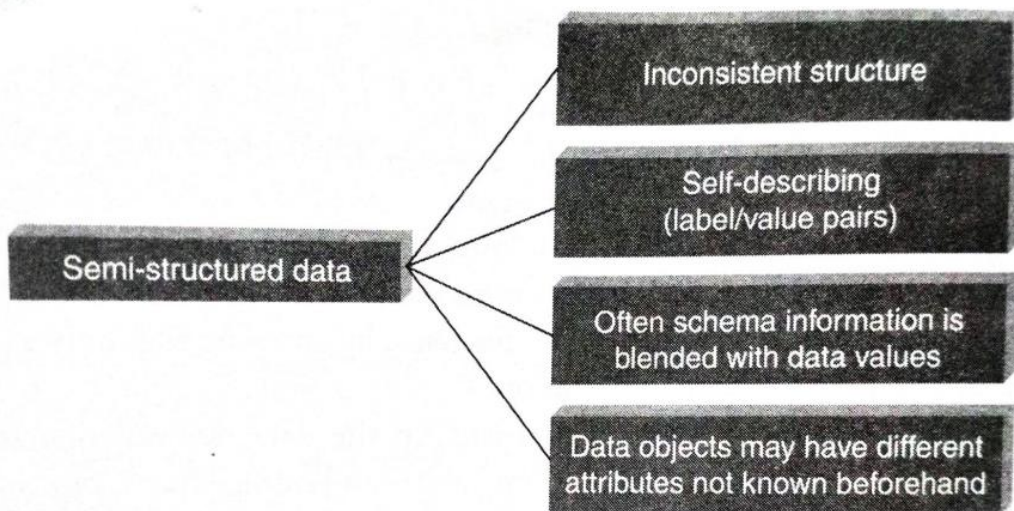 Semi-structured data
Inconsistent structure
Self-describing
(label/value pairs)
Often schema information is
blended with data values
Data objects may have different
attributes not known beforehand